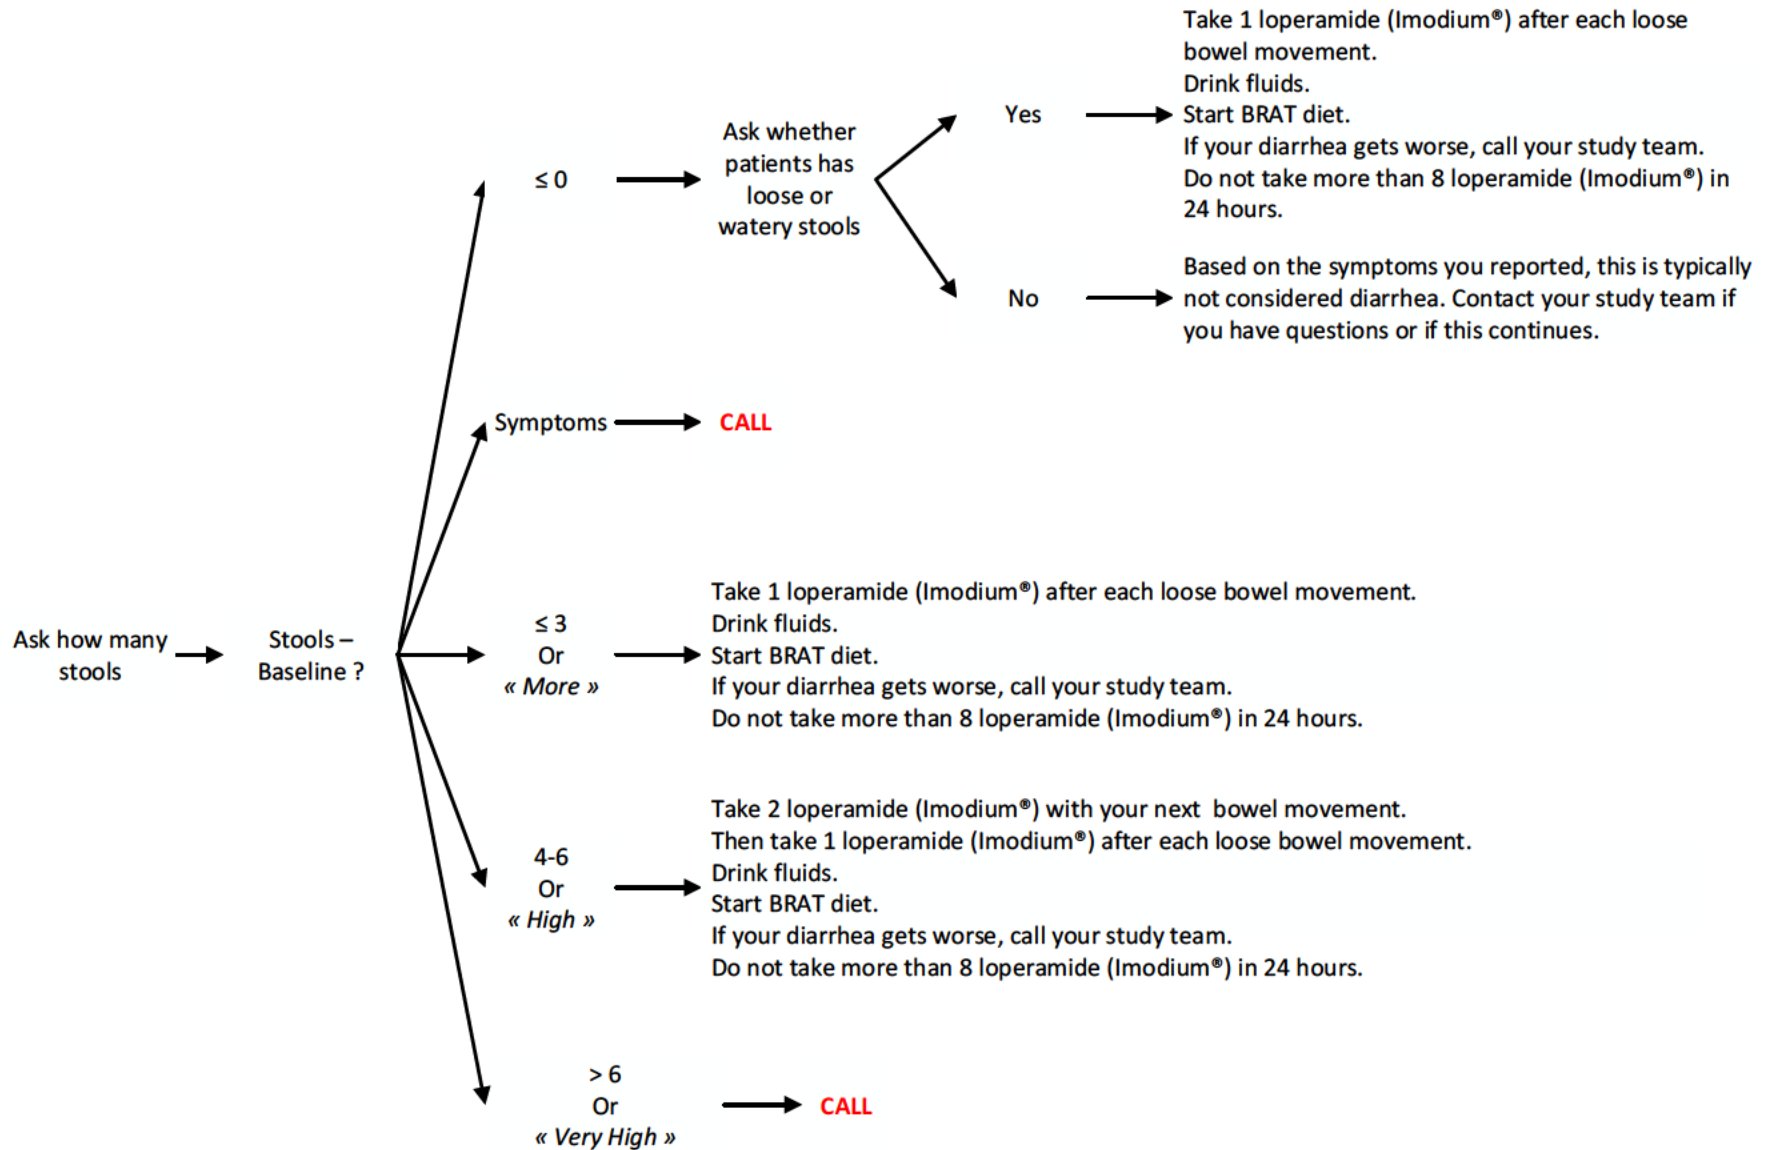 Ask how many
stools
Stools –
Baseline ?
≤ 0
Ask whether
patients has
loose or
watery stools
Yes
Take 1 loperamide (Imodium®) after each loose
bowel movement.
Drink fluids.
Start BRAT diet.
If your diarrhea gets worse, call your study team.
Do not take more than 8 loperamide (Imodium®) in
24 hours.
No
Based on the symptoms you reported, this is typically
not considered diarrhea. Contact your study team if
you have questions or if this continues.
Symptoms
CALL
≤ 3
Or
« More »
Take 1 loperamide (Imodium®) after each loose bowel movement.
Drink fluids.
Start BRAT diet.
If your diarrhea gets worse, call your study team.
Do not take more than 8 loperamide (Imodium®) in 24 hours.
4-6
Or
« High »
Take 2 loperamide (Imodium®) with your next bowel movement.
Then take 1 loperamide (Imodium®) after each loose bowel movement.
Drink fluids.
Start BRAT diet.
If your diarrhea gets worse, call your study team.
Do not take more than 8 loperamide (Imodium®) in 24 hours.
> 6
Or
« Very High »
CALL